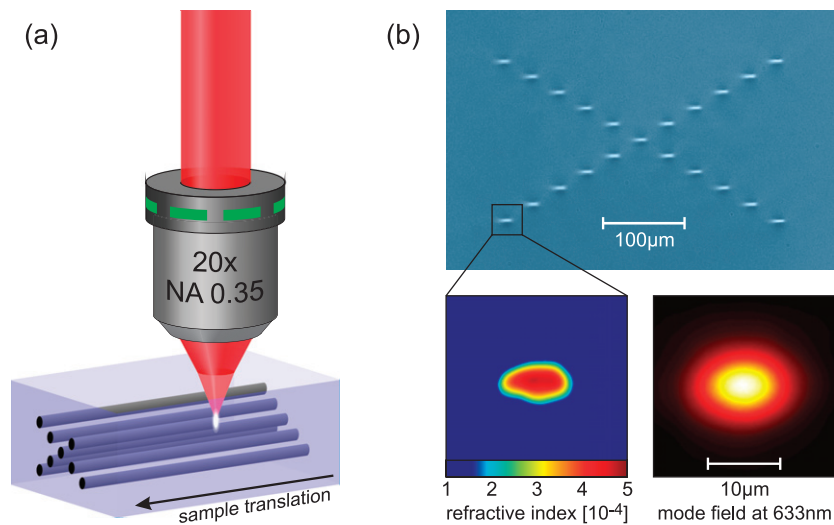 (a)
20x
NA 0.35
sample translation
(b)
100μm
1 2 3 4 5
refractive index [10-4]
10μm
mode field at 633nm